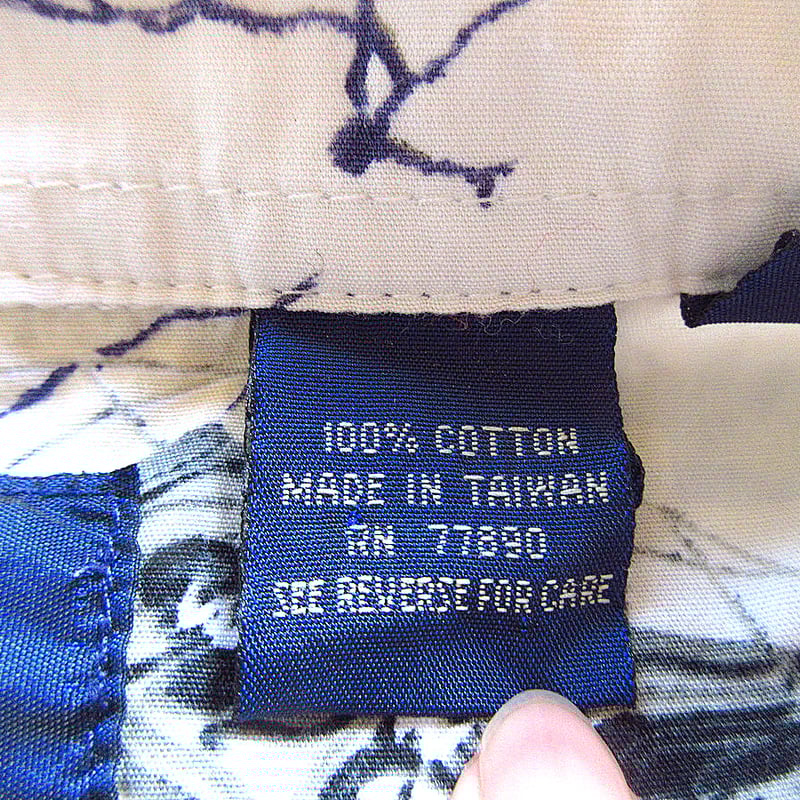 100% COTTON
MADE IN TAIWAN
RN 77890
SEE REVERSE FOR CARE